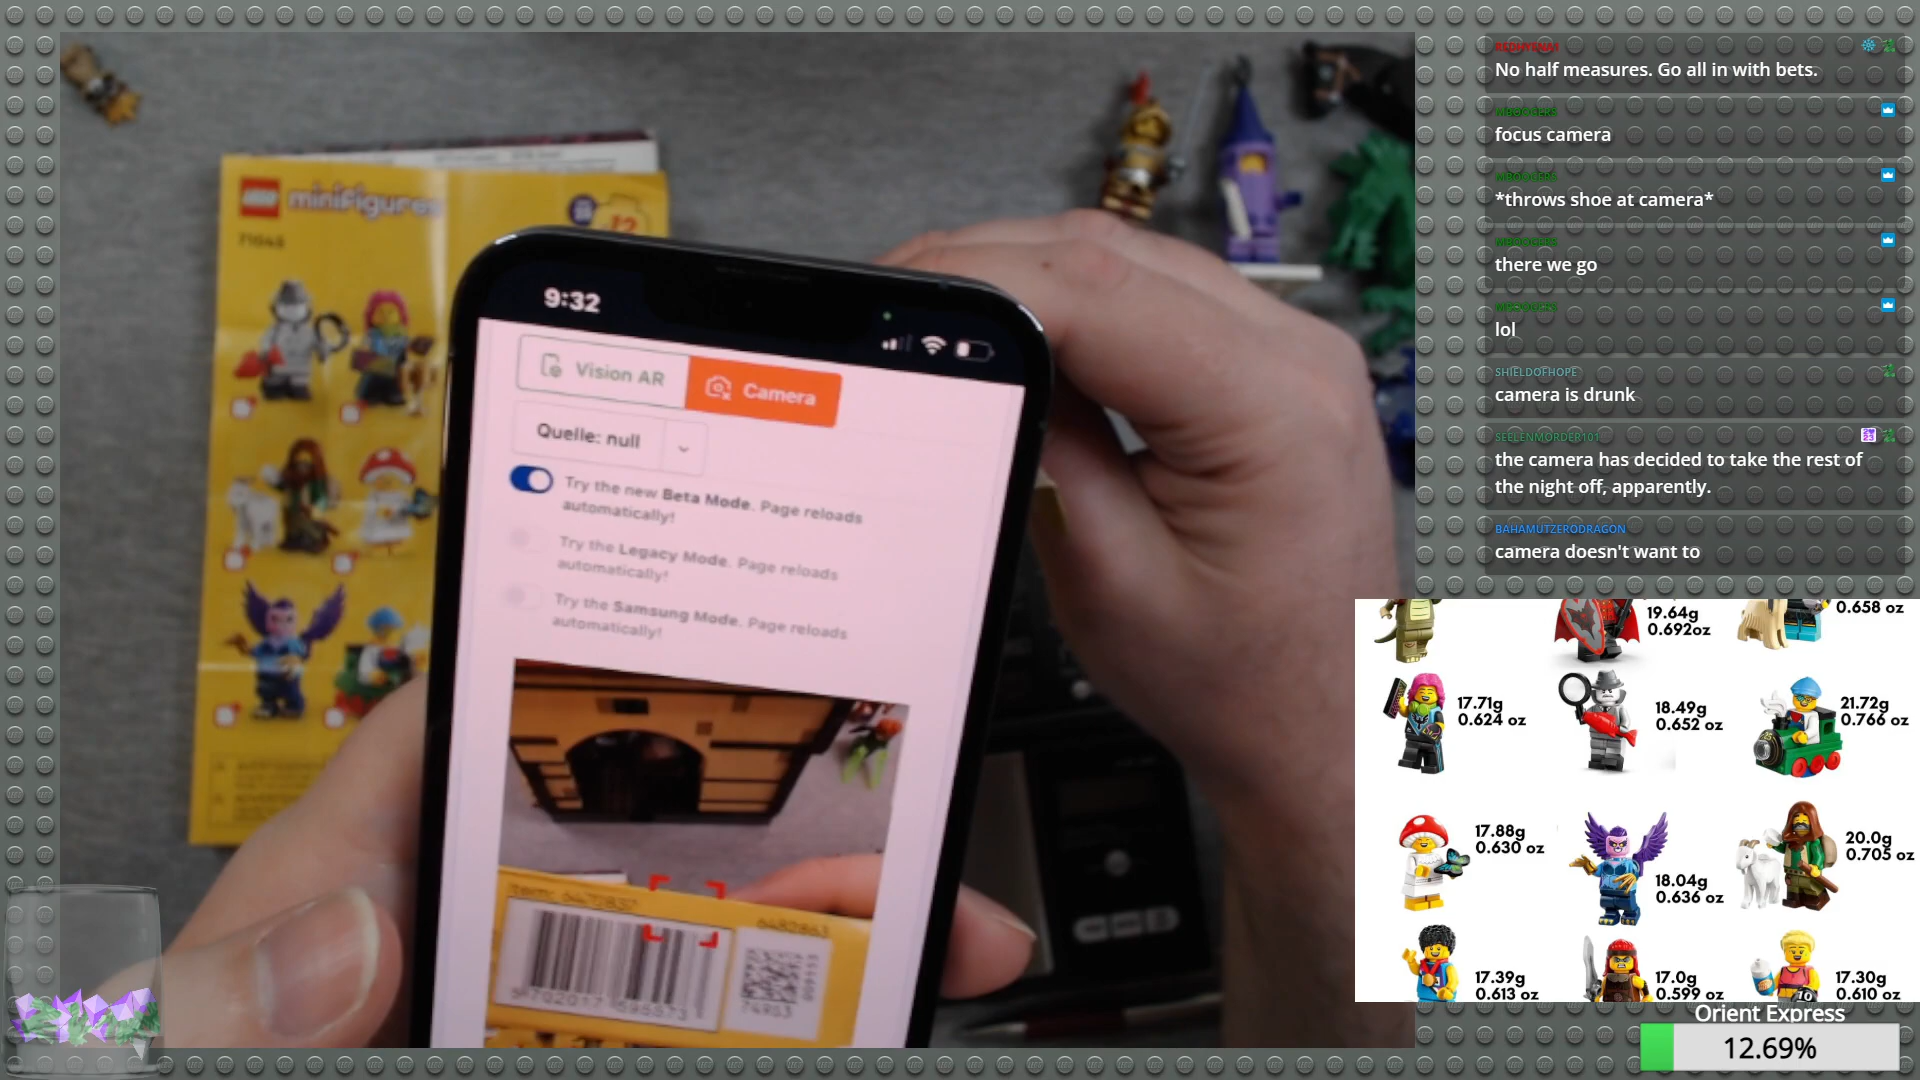 LEGO minifigures
9:32
Vision AR
Camera
Quelle: null
Try the new Beta Mode. Page reloads
automatically!
Try the Legacy Mode. Page reloads
automatically!
Try the Samsung Mode. Page reloads
automatically!
No half measures. Go all in with bets.
focus camera
*throws shoe at camera*
there we go
lol
SHIELDOFHOPE
camera is drunk
SEELENMORDER101
the camera has decided to take the rest of
the night off, apparently.
BAHAMUTZERODRAGON
camera doesn't want to
19.64g
0.692oz
0.658 oz
17.71g
0.624 oz
18.49g
0.652 oz
21.72g
0.766 oz
17.88g
0.630 oz
18.04g
0.636 oz
20.0g
0.705 oz
17.39g
0.613 oz
17.0g
0.599 oz
17.30g
0.610 oz
Orient Express
12.69%